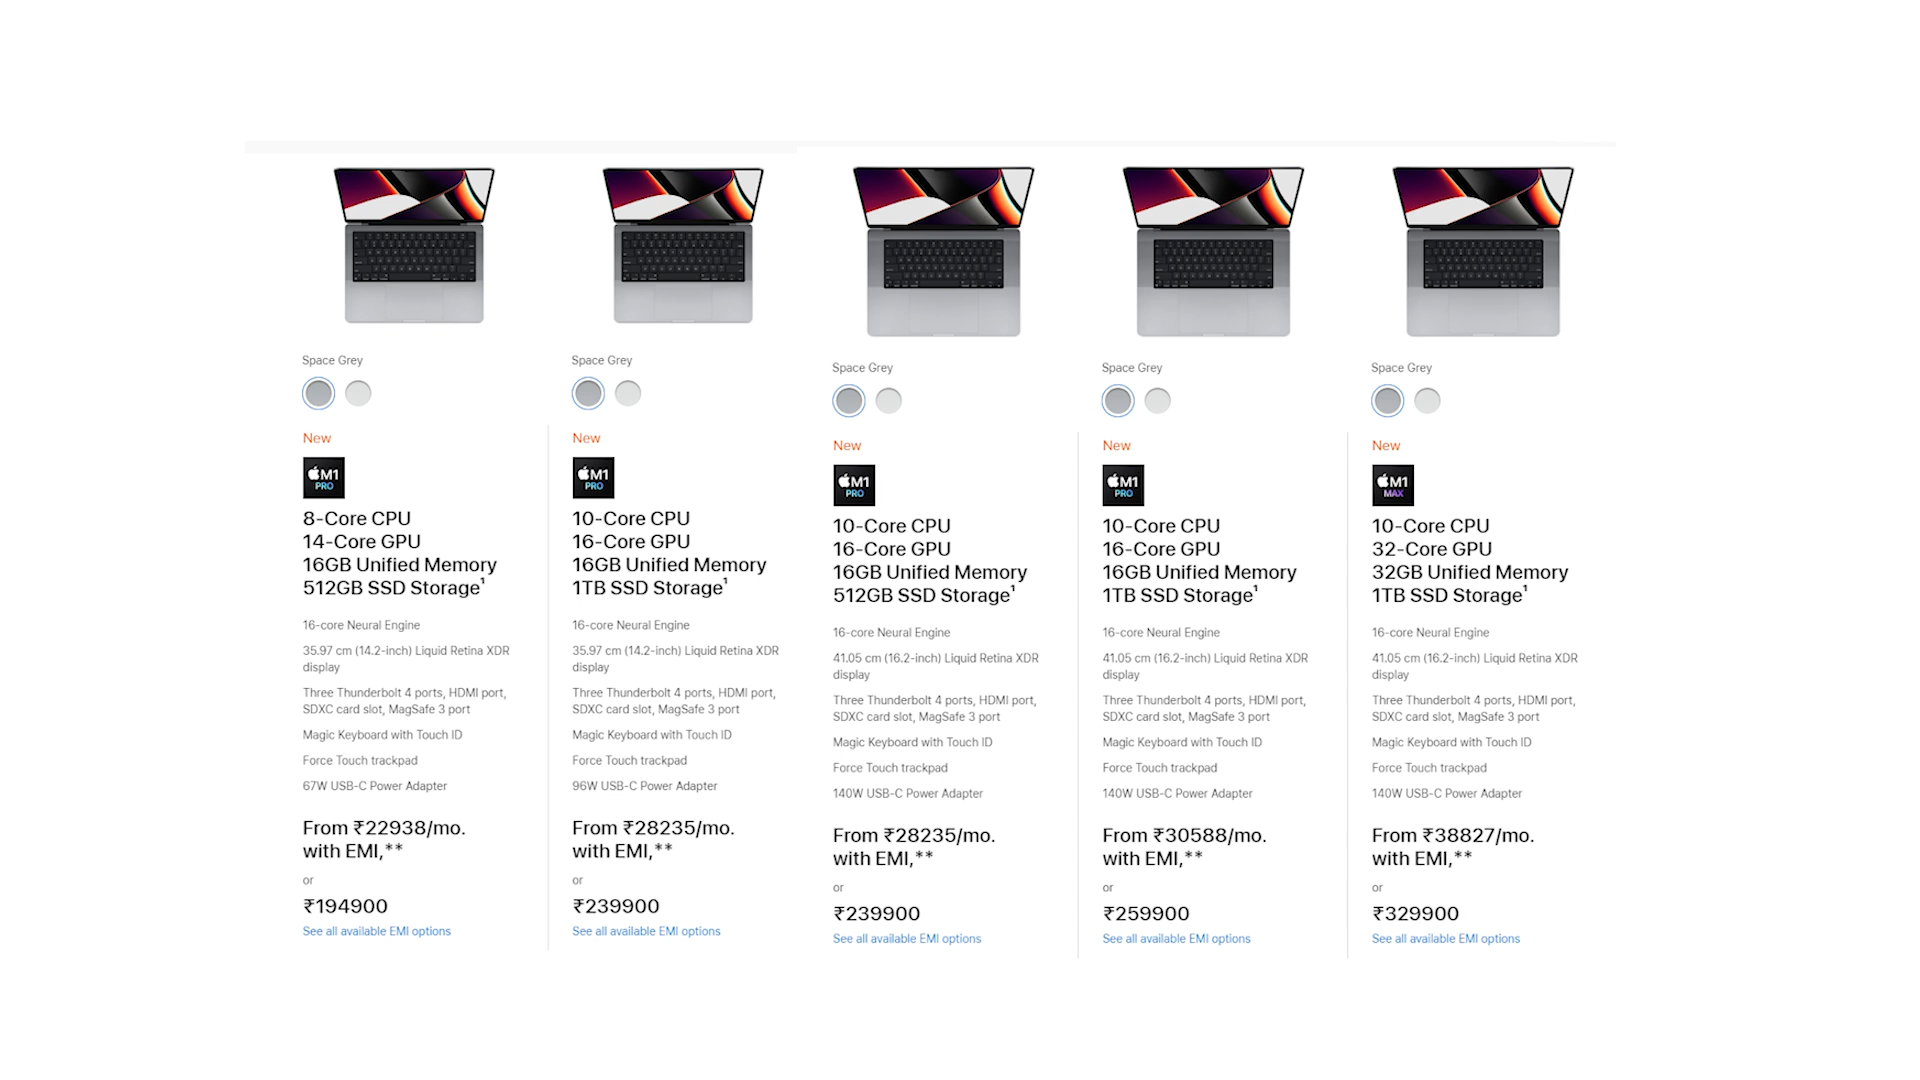 Space Grey
New
M1
PRO
8-Core CPU
14-Core GPU
16GB Unified Memory
512GB SSD Storage¹
16-core Neural Engine
35.97 cm (14.2-inch) Liquid Retina XDR
display
Three Thunderbolt 4 ports, HDMI port,
SDXC card slot, MagSafe 3 port
Magic Keyboard with Touch ID
Force Touch trackpad
67W USB-C Power Adapter
From ₹22938/mo.
with EMI,**
or
₹194900
See all available EMI options
Space Grey
New
M1
PRO
10-Core CPU
16-Core GPU
16GB Unified Memory
1TB SSD Storage¹
16-core Neural Engine
35.97 cm (14.2-inch) Liquid Retina XDR
display
Three Thunderbolt 4 ports, HDMI port,
SDXC card slot, MagSafe 3 port
Magic Keyboard with Touch ID
Force Touch trackpad
96W USB-C Power Adapter
From ₹28235/mo.
with EMI,**
or
₹239900
See all available EMI options
Space Grey
New
M1
PRO
10-Core CPU
16-Core GPU
16GB Unified Memory
512GB SSD Storage¹
16-core Neural Engine
41.05 cm (16.2-inch) Liquid Retina XDR
display
Three Thunderbolt 4 ports, HDMI port,
SDXC card slot, MagSafe 3 port
Magic Keyboard with Touch ID
Force Touch trackpad
140W USB-C Power Adapter
From ₹28235/mo.
with EMI,**
or
₹239900
See all available EMI options
Space Grey
New
M1
PRO
10-Core CPU
16-Core GPU
16GB Unified Memory
1TB SSD Storage¹
16-core Neural Engine
41.05 cm (16.2-inch) Liquid Retina XDR
display
Three Thunderbolt 4 ports, HDMI port,
SDXC card slot, MagSafe 3 port
Magic Keyboard with Touch ID
Force Touch trackpad
140W USB-C Power Adapter
From ₹30588/mo.
with EMI,**
or
₹259900
See all available EMI options
Space Grey
New
M1
MAX
10-Core CPU
32-Core GPU
32GB Unified Memory
1TB SSD Storage¹
16-core Neural Engine
41.05 cm (16.2-inch) Liquid Retina XDR
display
Three Thunderbolt 4 ports, HDMI port,
SDXC card slot, MagSafe 3 port
Magic Keyboard with Touch ID
Force Touch trackpad
140W USB-C Power Adapter
From ₹38827/mo.
with EMI,**
or
₹329900
See all available EMI options